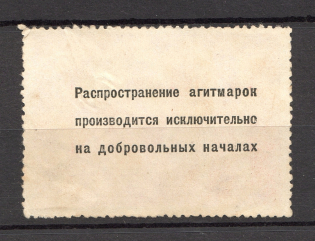 Распространение агитмарок
производится исключительно
на добровольных началах